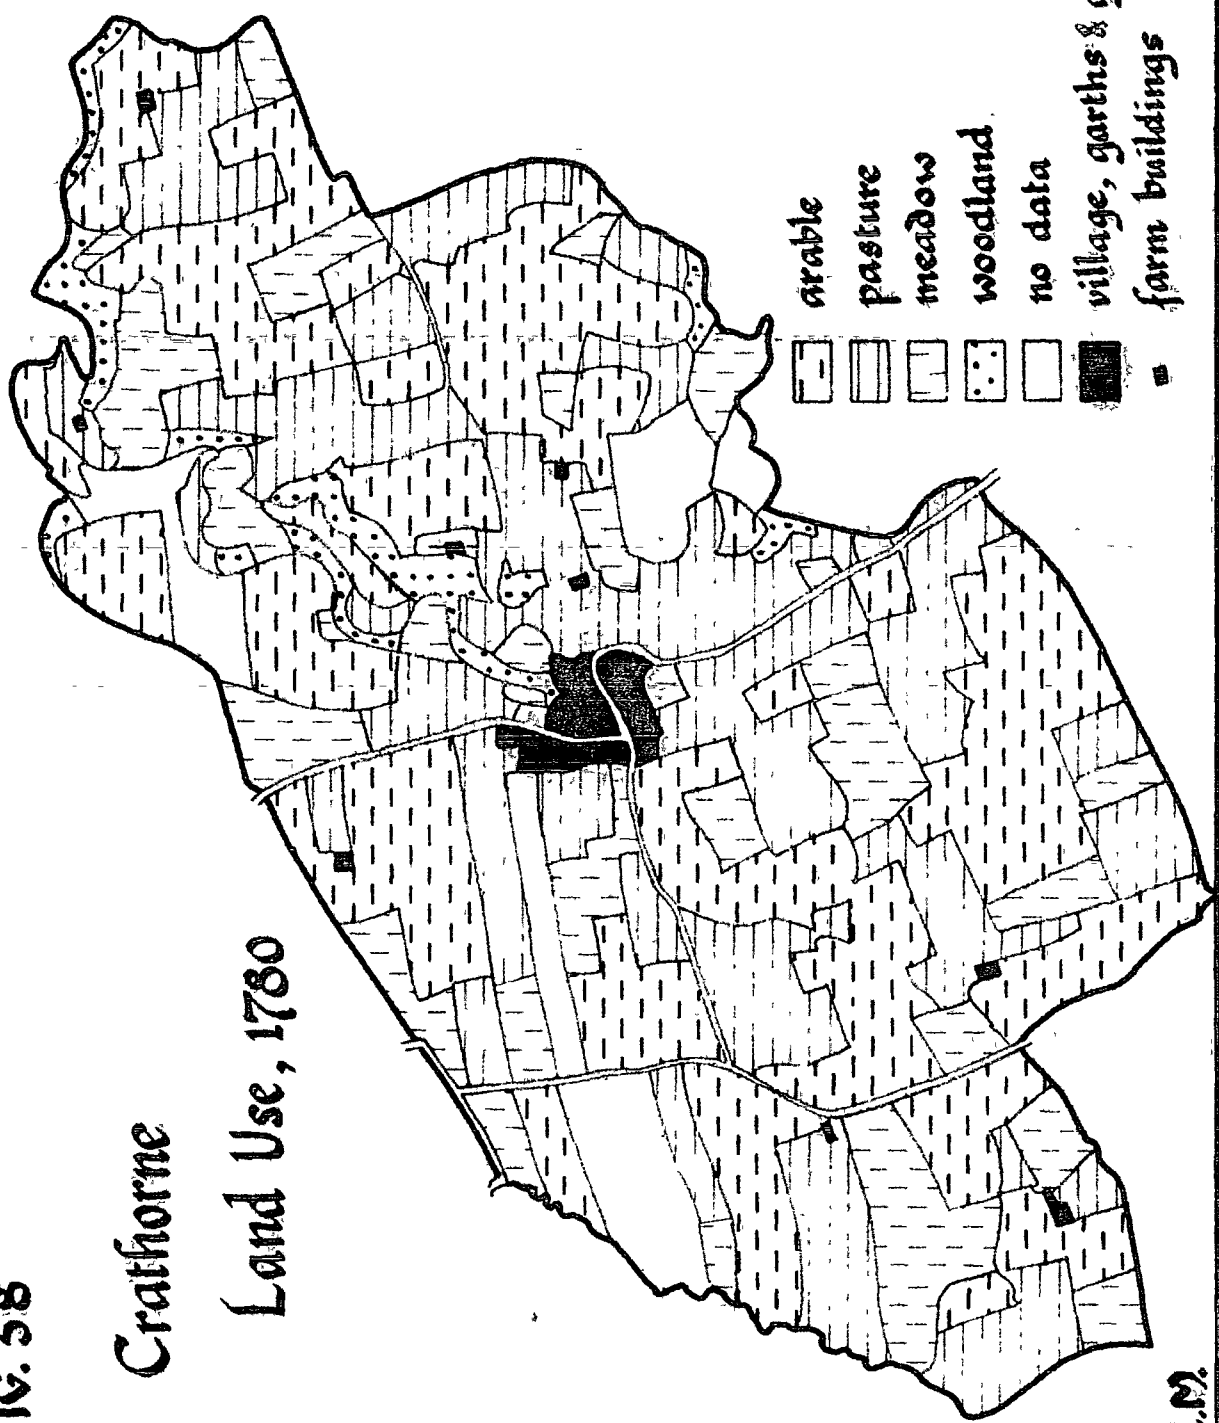 Crathorne
Land Use, 1780
arable
pasture
meadow
woodland
no data
village, garths &
farm buildings